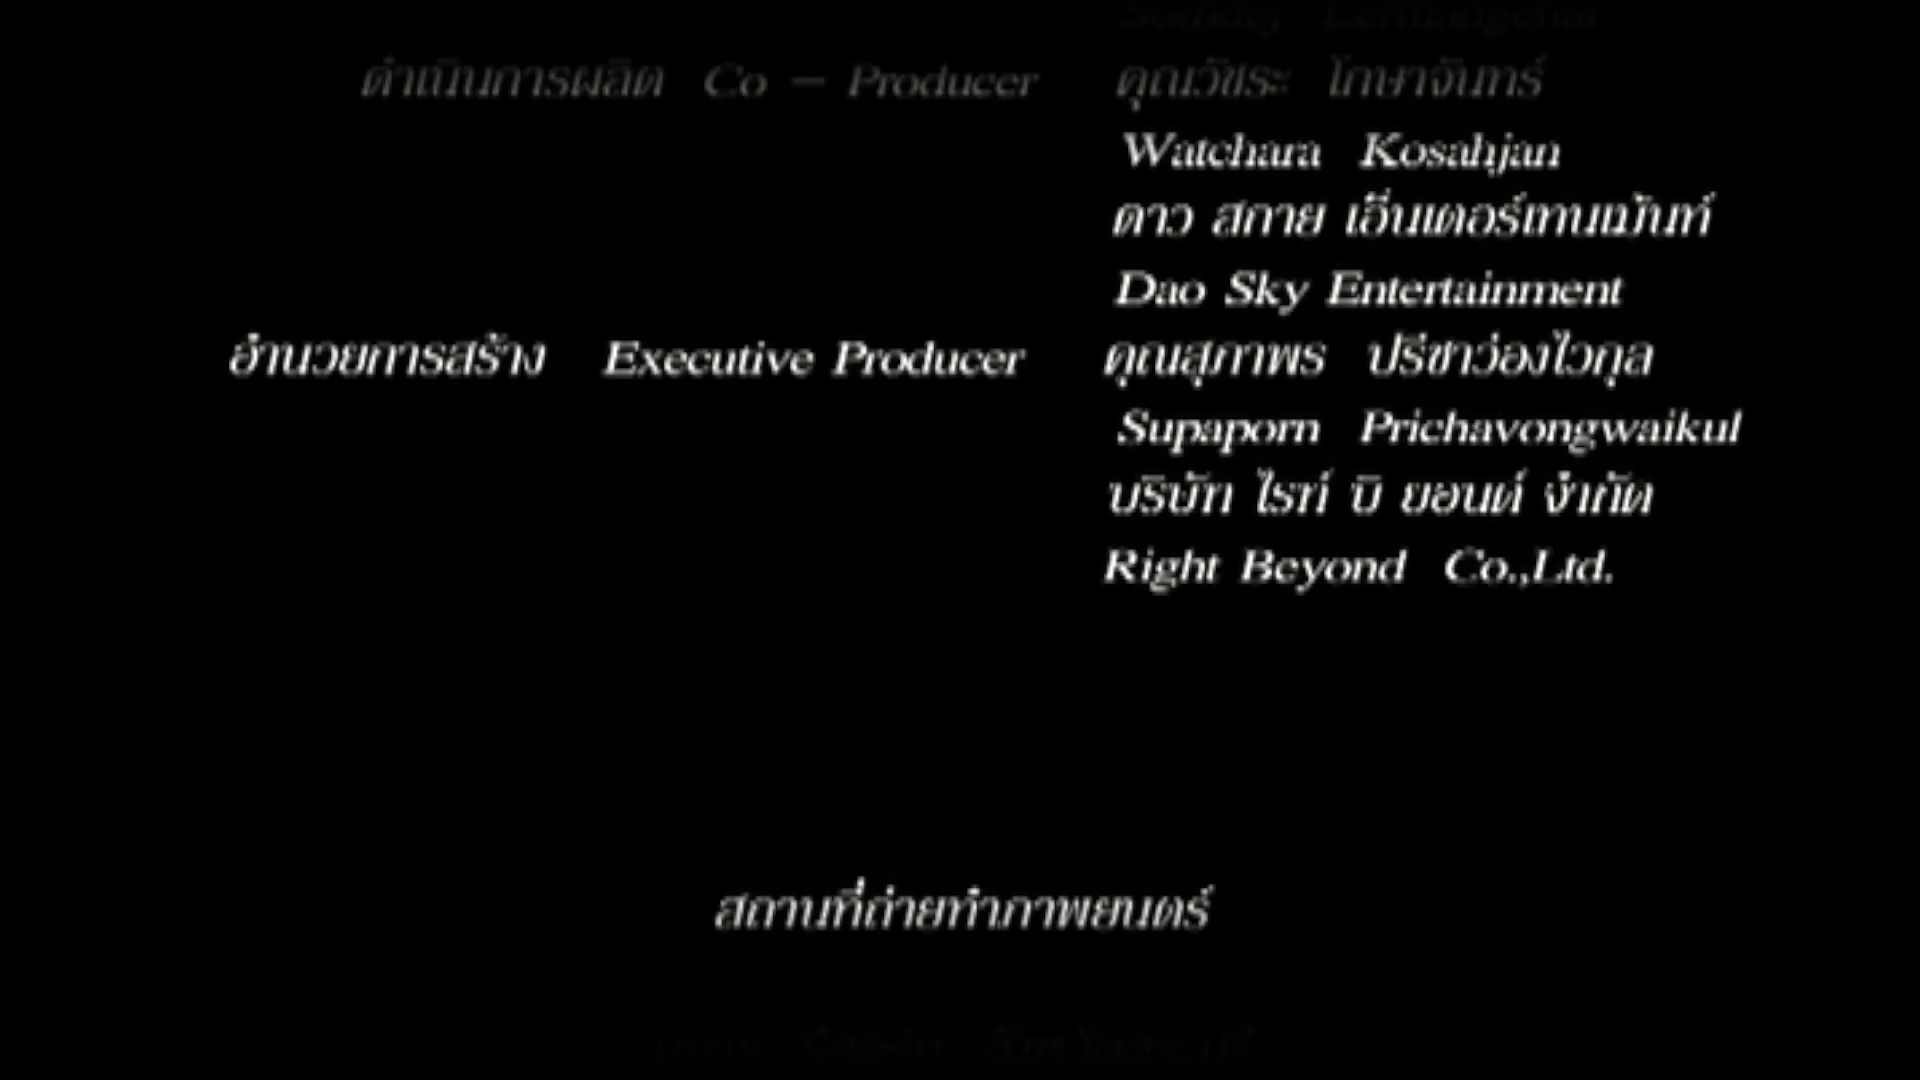 ดำเนินการผลิต Co - Producer คุณวัชระ โกษาจันทร์
Watchara Kosahjan
ดาว สกาย เอ็นเตอร์เทนเม้นท์
Dao Sky Entertainment
อำนวยการสร้าง Executive Producer คุณสุภาพร ปรีชาว่องไวกุล
Supaporn Prichavongwaikul
บริษัท ไรท์ บิ ยอนด์ จำกัด
Right Beyond Co.,Ltd.
สถานที่ถ่ายทำภาพยนตร์